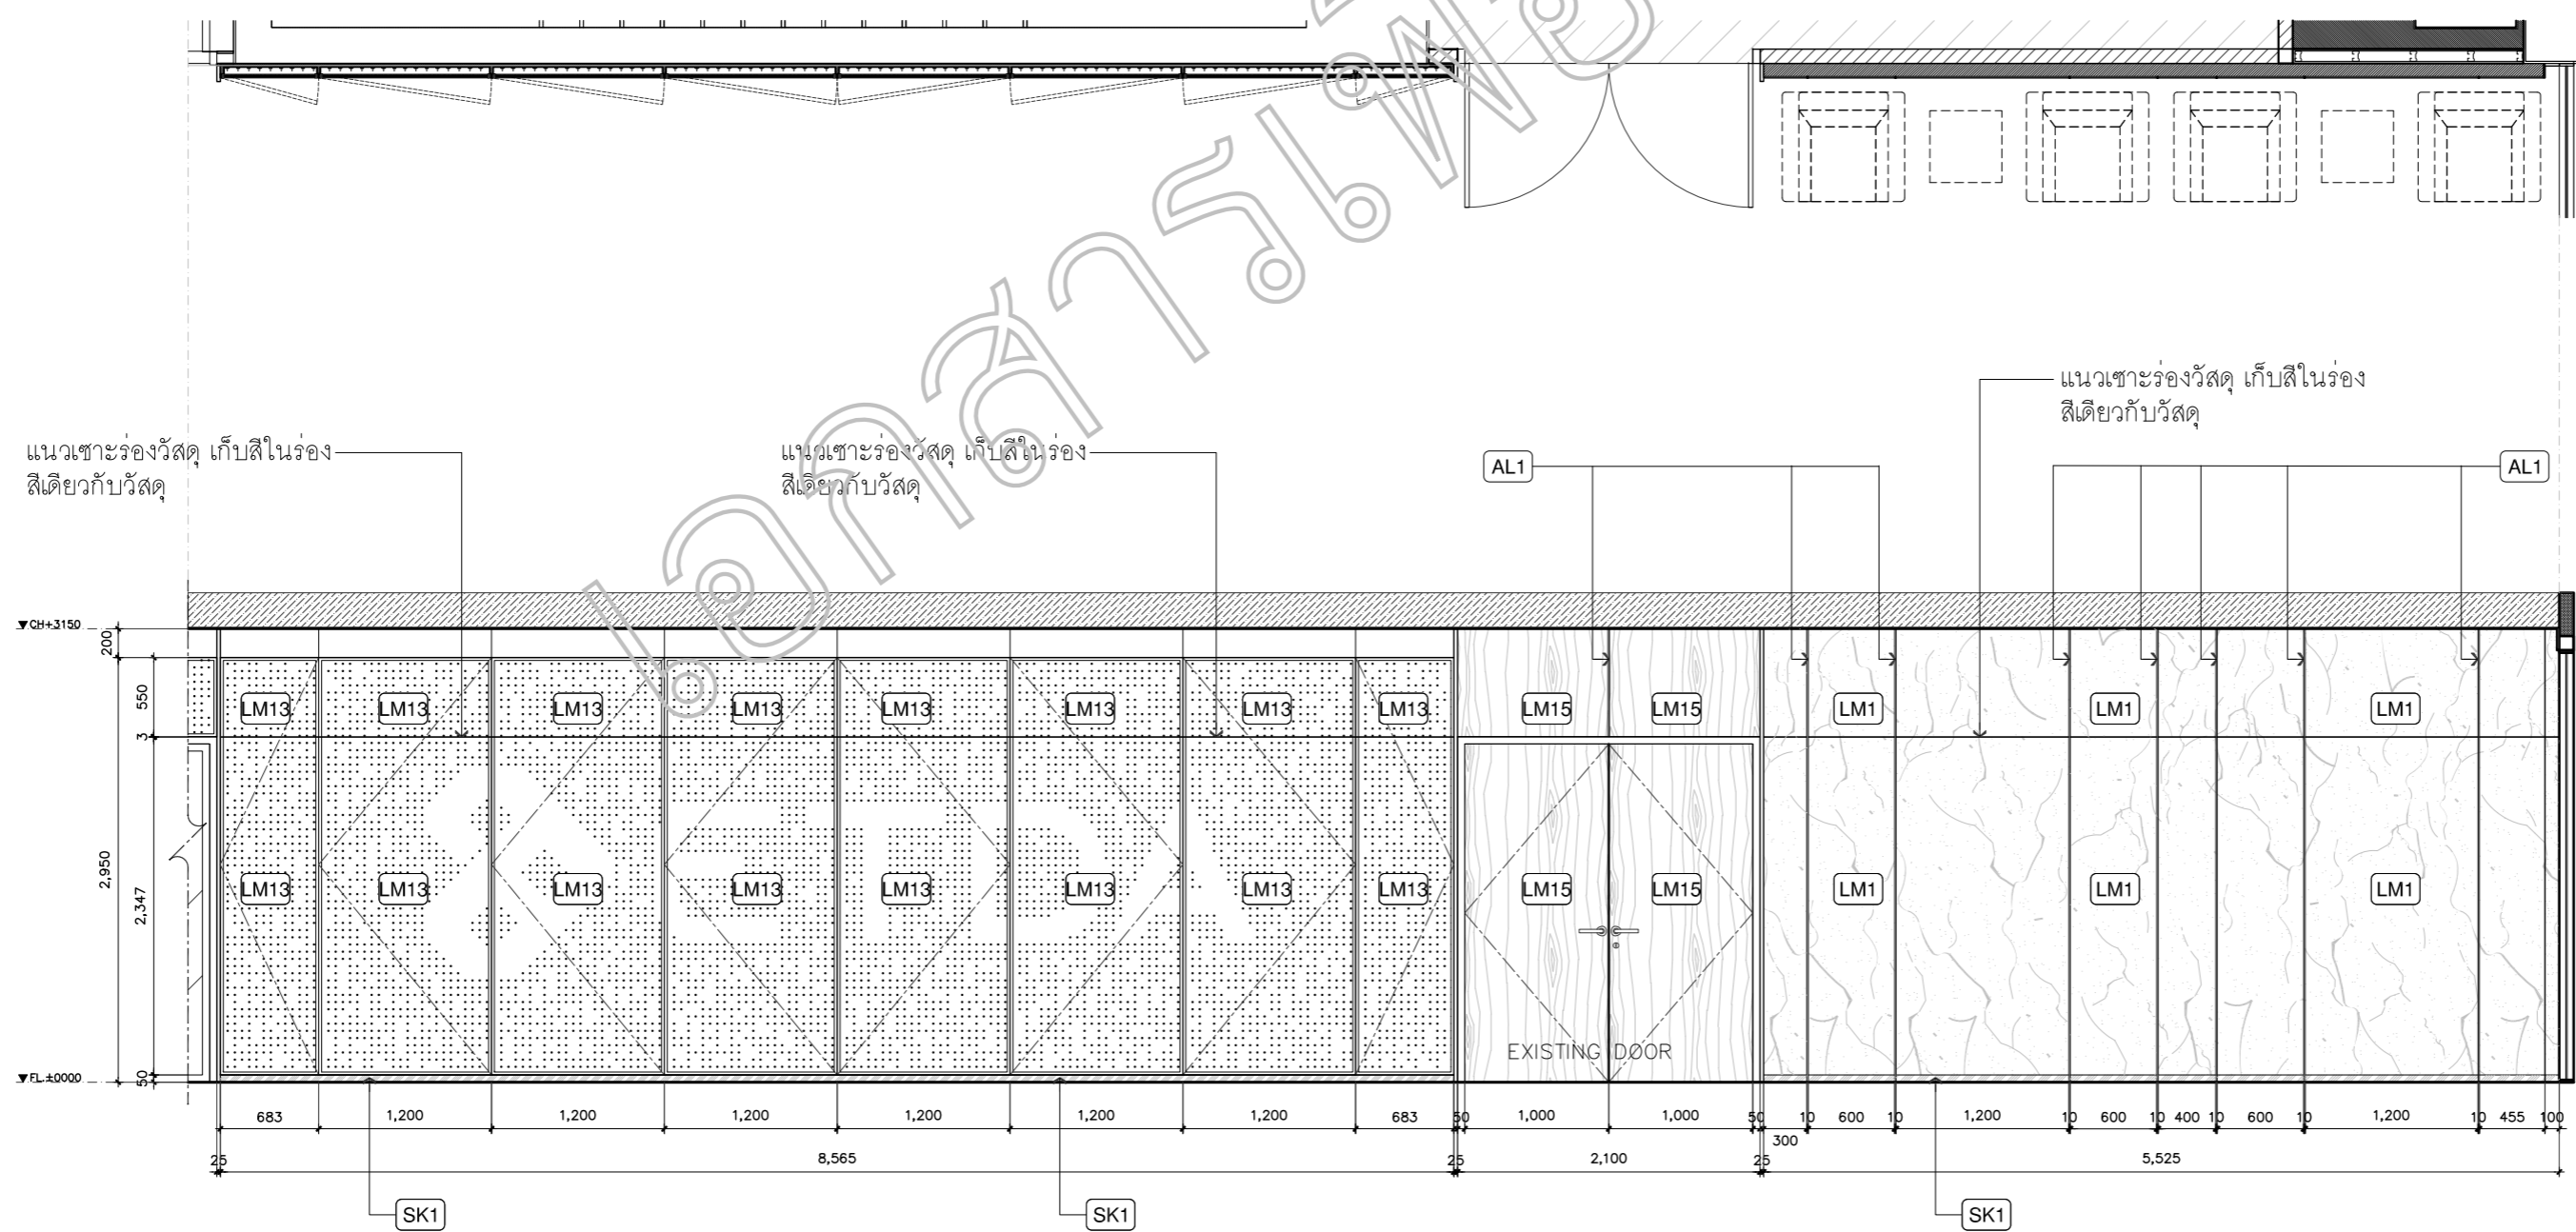 แนวเซาะร่องวัสดุ เก็บสีในร่อง
สีเดียวกับวัสดุ
แนวเซาะร่องวัสดุ เก็บสีในร่อง
สีเดียวกับวัสดุ
แนวเซาะร่องวัสดุ เก็บสีในร่อง
สีเดียวกับวัสดุ
AL1 AL1
CH+3150
200
550
3
2,950
2,347
50
FL.±0000
LM13 LM13 LM13 LM13 LM13 LM13 LM13 LM13 LM15 LM15 LM1 LM1 LM1
LM13 LM13 LM13 LM13 LM13 LM13 LM13 LM13 LM15 LM15 LM1 LM1 LM1
EXISTING DOOR
683 1,200 1,200 1,200 1,200 1,200 1,200 683 50 1,000 1,000 50 10 600 10 1,200 10 600 10 400 10 600 10 1,200 10 455 100
300
25 8,565 25 2,100 25 5,525
SK1 SK1 SK1